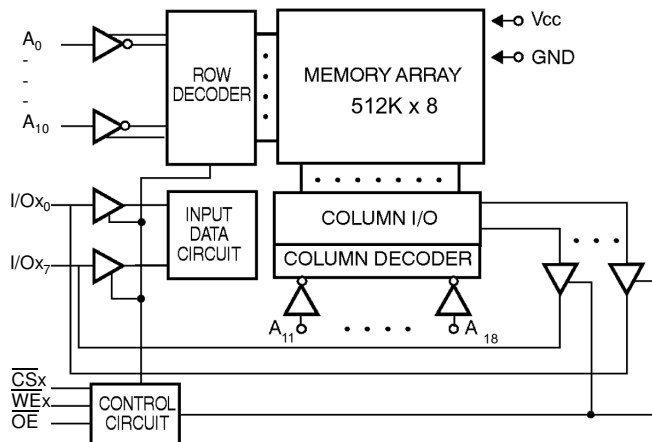 A0
-
-
-
A10
ROW
DECODER
MEMORY ARRAY
512K x 8
Vcc
GND
. . . . . . .
I/Ox0
I/Ox7
INPUT
DATA
CIRCUIT
COLUMN I/O
COLUMN DECODER
. . .
A11 . . . . A18
CSx
WEx
OE
CONTROL
CIRCUIT